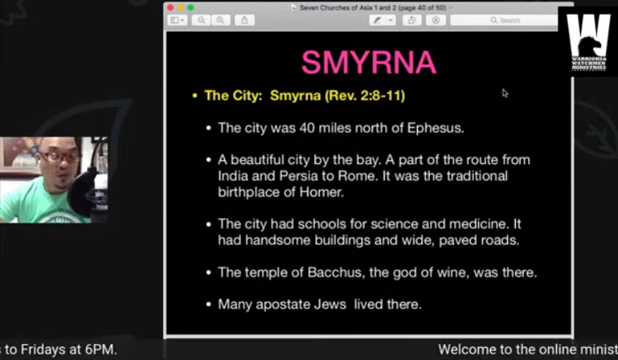 Seven Churches of Asia 1 and 2 (page 40 of 50)
Search
W
WARRIORS &
WATCHMEN
MINISTRIES
SMYRNA
• The City: Smyrna (Rev. 2:8-11)
• The city was 40 miles north of Ephesus.
• A beautiful city by the bay. A part of the route from
India and Persia to Rome. It was the traditional
birthplace of Homer.
• The city had schools for science and medicine. It
had handsome buildings and wide, paved roads.
• The temple of Bacchus, the god of wine, was there.
• Many apostate Jews lived there.
s to Fridays at 6PM.
Welcome to the online minist